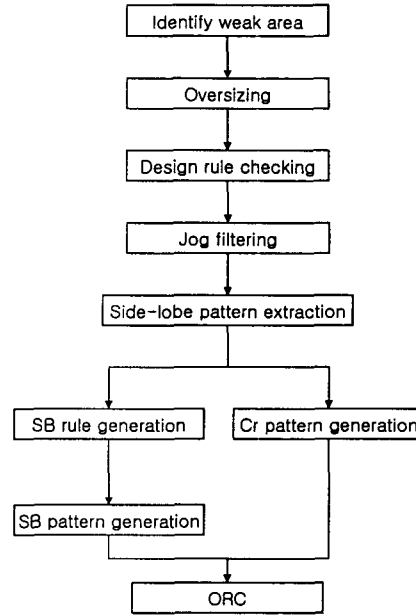 Identify weak area
Oversizing
Design rule checking
Jog filtering
Side-lobe pattern extraction
SB rule generation
Cr pattern generation
SB pattern generation
ORC